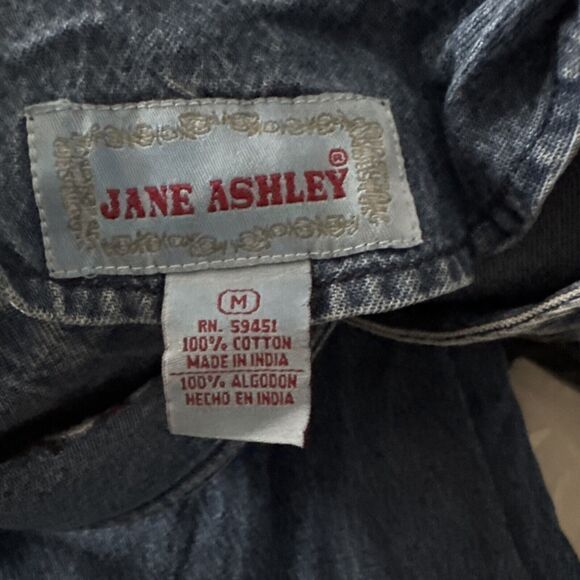 JANE ASHLEY®
M
RN. 59451
100% COTTON
MADE IN INDIA
100% ALGODON
HECHO EN INDIA